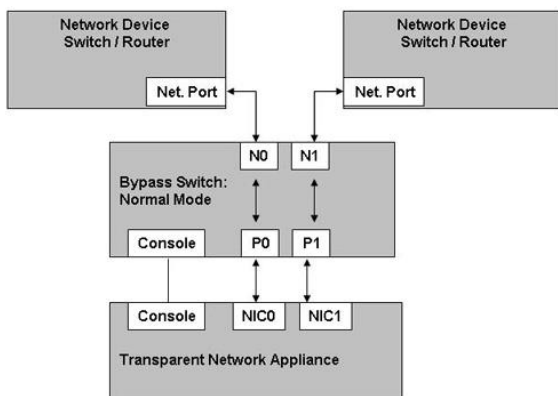 Network Device
Switch / Router
Network Device
Switch / Router
Net. Port
Net. Port
N0
N1
Bypass Switch:
Normal Mode
Console
P0
P1
Console
NIC0
NIC1
Transparent Network Appliance